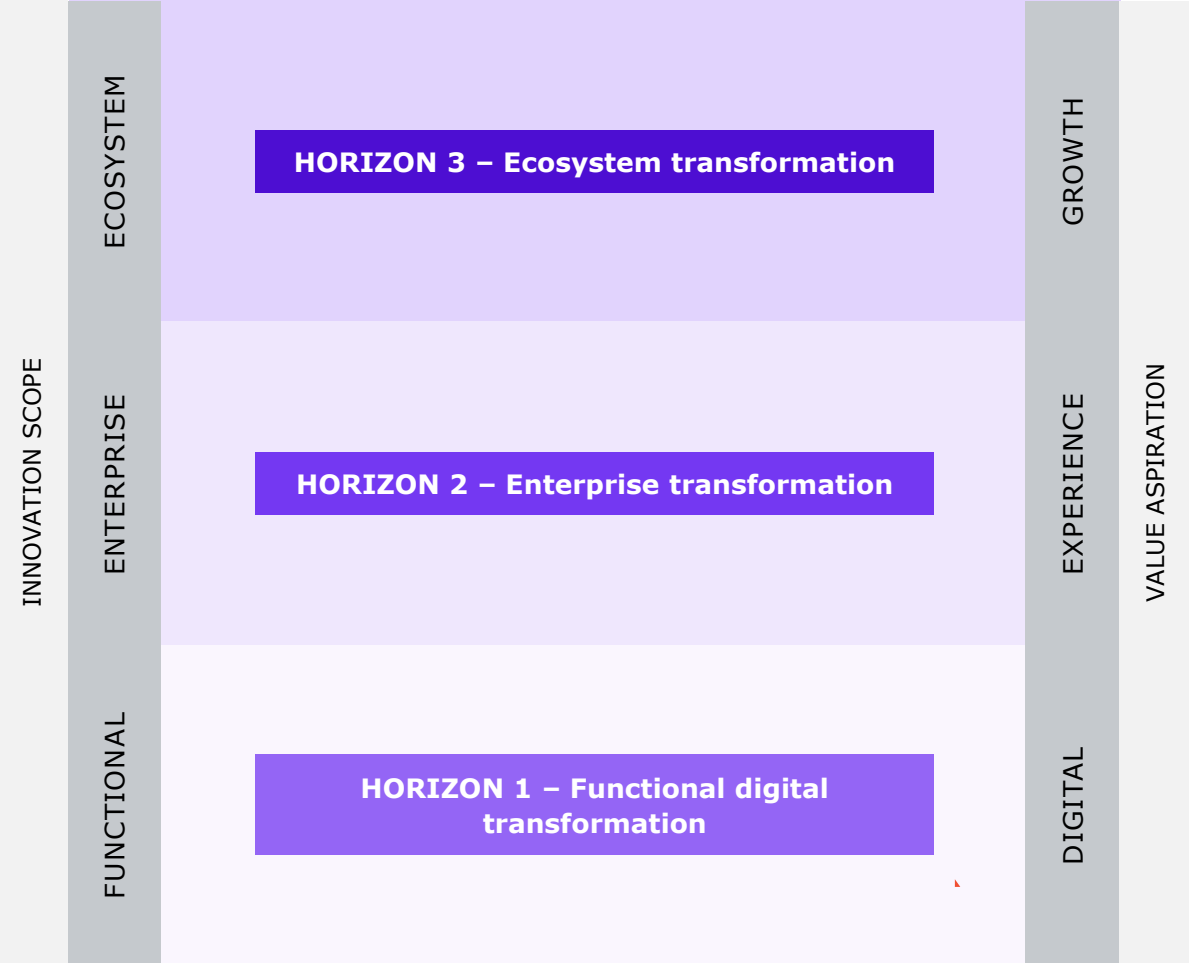 INNOVATION SCOPE
ECOSYSTEM
HORIZON 3 – Ecosystem transformation
GROWTH
ENTERPRISE
HORIZON 2 – Enterprise transformation
EXPERIENCE
VALUE ASPIRATION
FUNCTIONAL
HORIZON 1 – Functional digital
transformation
DIGITAL